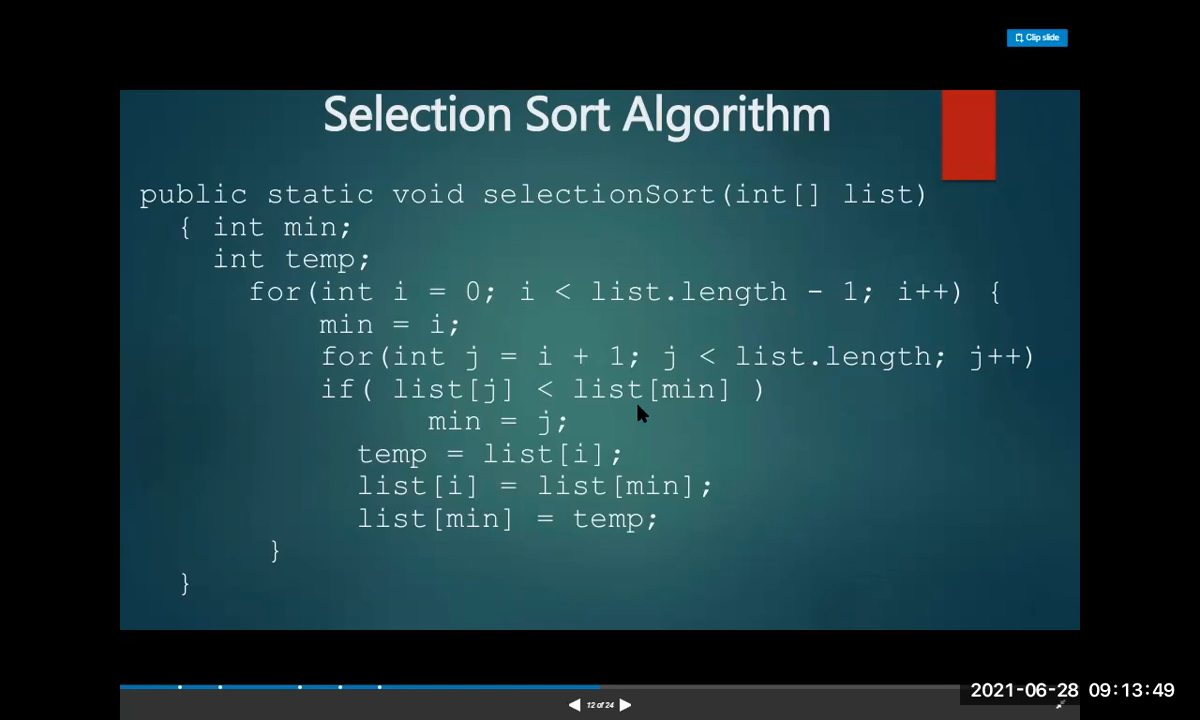 Clip slide
Selection Sort Algorithm
public static void selectionSort(int[] list)
{ int min;
int temp;
for(int i = 0; i < list.length - 1; i++) {
min = i;
for(int j = i + 1; j < list.length; j++)
if( list[j] < list[min] )
min = j;
temp = list[i];
list[i] = list[min];
list[min] = temp;
}
}
12 of 24
2021-06-28 09:13:49